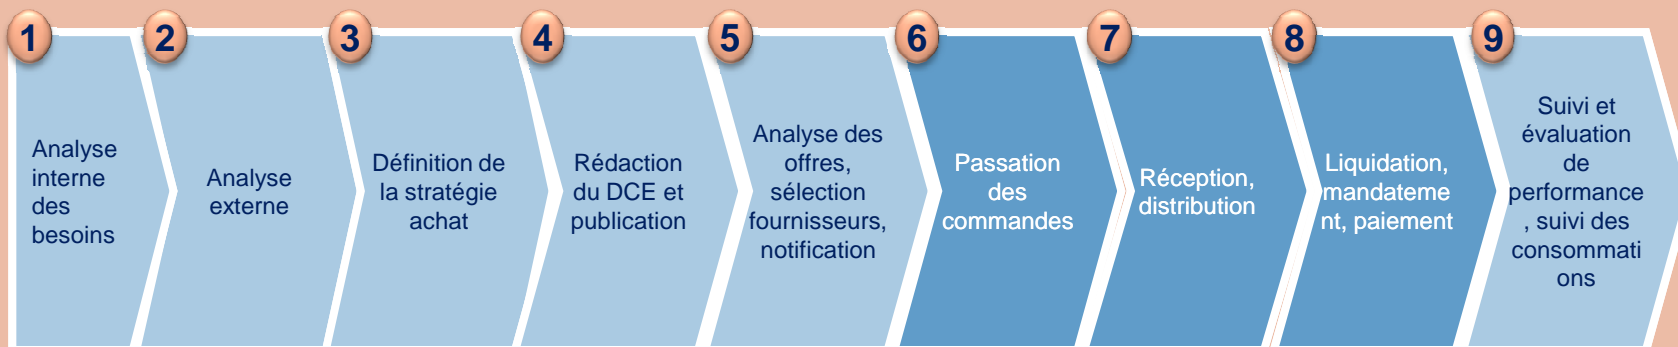 1
Analyse
interne
des
besoins
2
Analyse
externe
3
Définition de
la stratégie
achat
4
Rédaction
du DCE et
publication
5
Analyse des
offres,
sélection
fournisseurs,
notification
6
Passation
des
commandes
7
Réception,
distribution
8
Liquidation,
mandateme
nt, paiement
9
Suivi et
évaluation
de
performance
, suivi des
consommati
ons